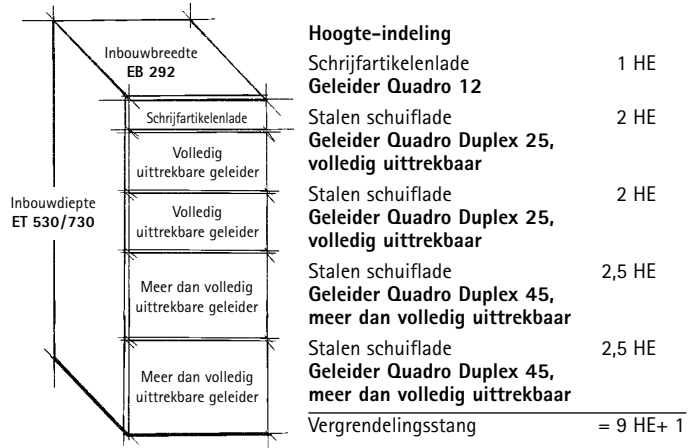 Inbouwbreedte
EB 292
Schrijfartikelenlade
Volledig
uittrekbare geleider
Inbouwdiepte
ET 530/730
Volledig
uittrekbare geleider
Meer dan volledig
uittrekbare geleider
Meer dan volledig
uittrekbare geleider
Hoogte-indeling
Schrijfartikelenlade 1 HE
Geleider Quadro 12
Stalen schuiflade 2 HE
Geleider Quadro Duplex 25,
volledig uittrekbaar
Stalen schuiflade 2 HE
Geleider Quadro Duplex 25,
volledig uittrekbaar
Stalen schuiflade 2,5 HE
Geleider Quadro Duplex 45,
meer dan volledig uittrekbaar
Stalen schuiflade 2,5 HE
Geleider Quadro Duplex 45,
meer dan volledig uittrekbaar
Vergrendelingsstang = 9 HE+ 1